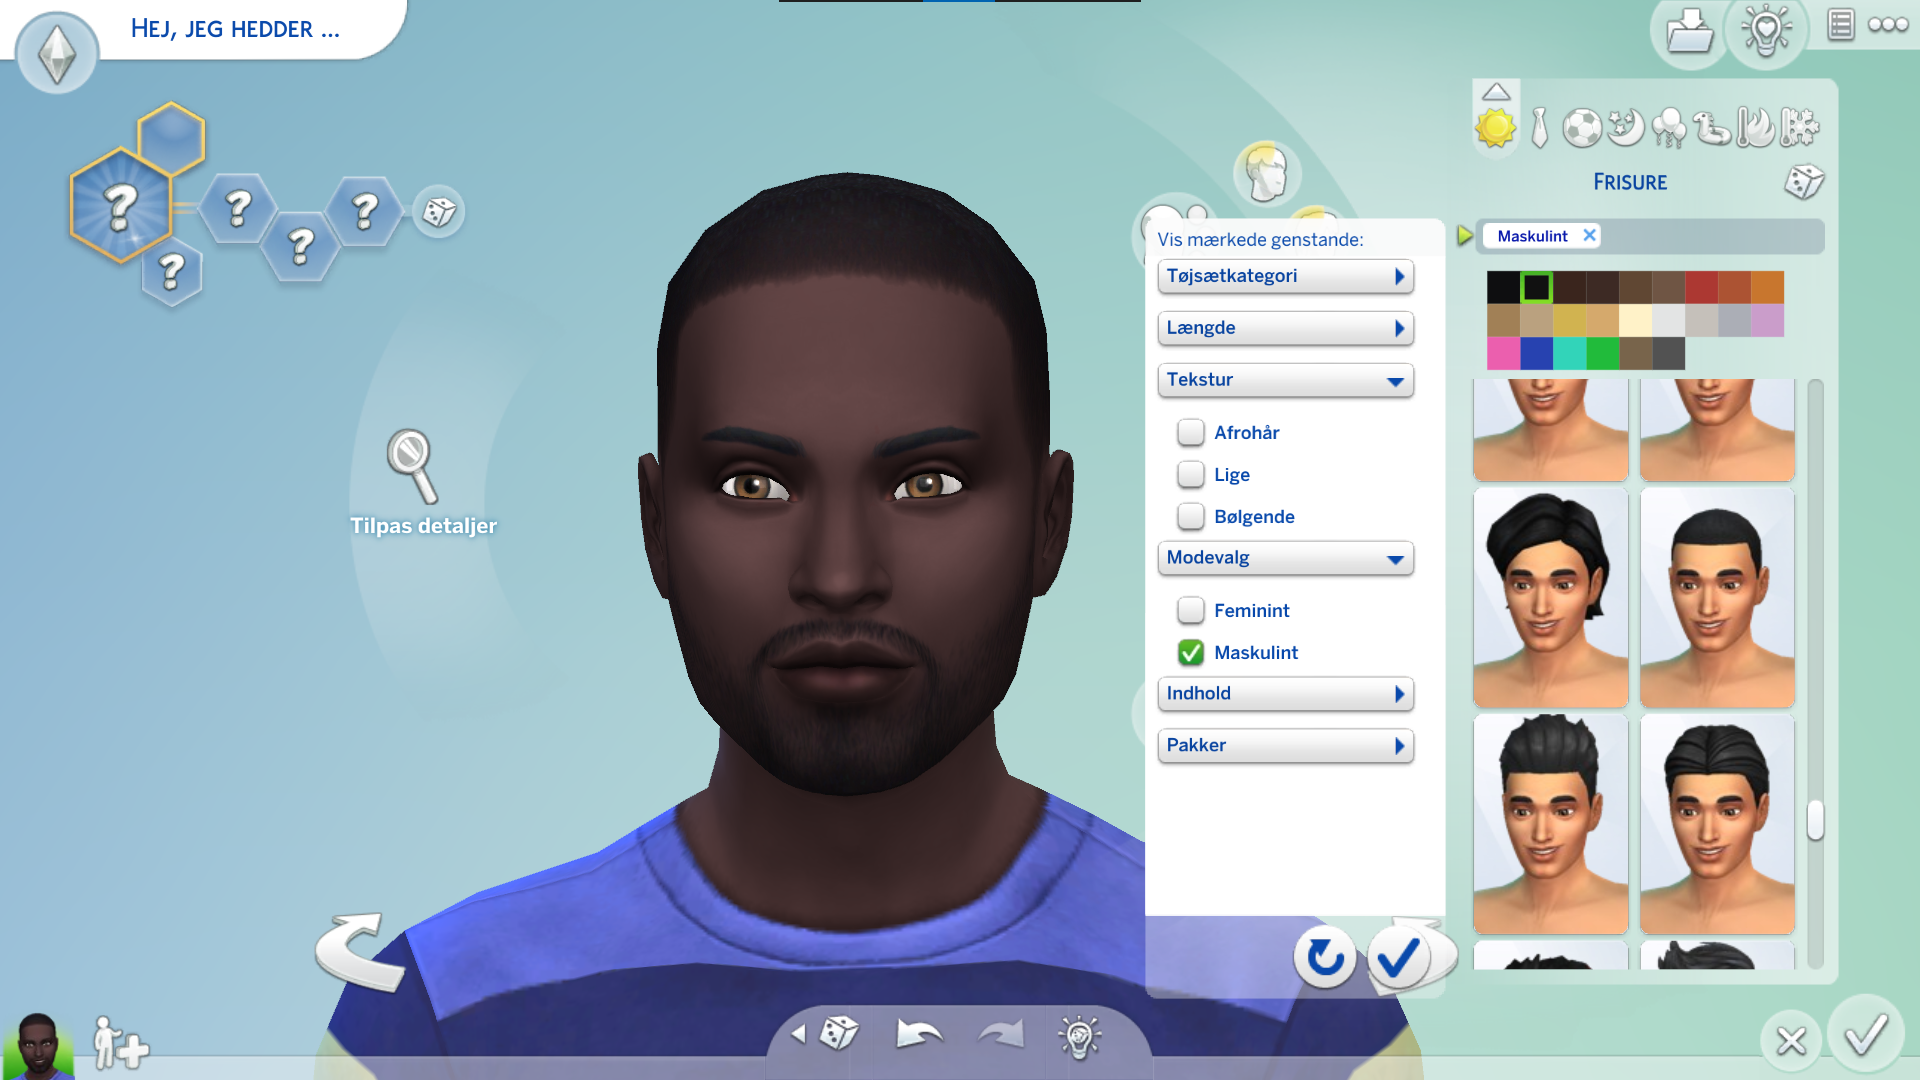 Hej, jeg hedder ...
Tilpas detaljer
Vis mærkede genstande:
Tøjsætkategori
Længde
Tekstur
Afrohår
Lige
Bølgende
Modevalg
Feminint
Maskulint
Indhold
Pakker
Frisure
Maskulint